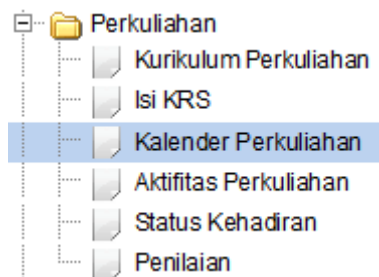 Perkuliahan
Kurikulum Perkuliahan
Isi KRS
Kalender Perkuliahan
Aktifitas Perkuliahan
Status Kehadiran
Penilaian